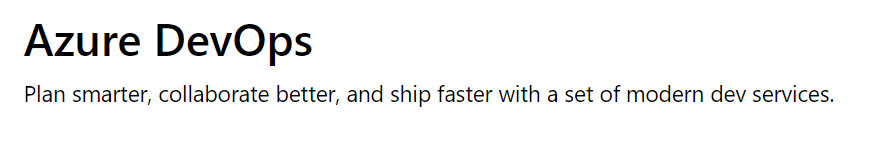 Azure DevOps
Plan smarter, collaborate better, and ship faster with a set of modern dev services.